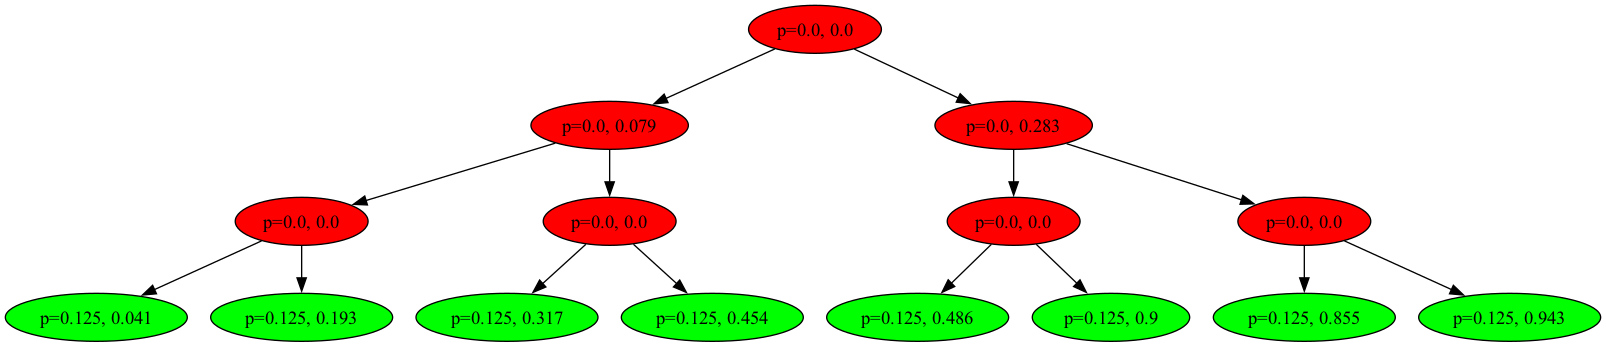 p=0.0, 0.0
p=0.0, 0.079
p=0.0, 0.283
p=0.0, 0.0
p=0.0, 0.0
p=0.0, 0.0
p=0.0, 0.0
p=0.125, 0.041
p=0.125, 0.193
p=0.125, 0.317
p=0.125, 0.454
p=0.125, 0.486
p=0.125, 0.9
p=0.125, 0.855
p=0.125, 0.943